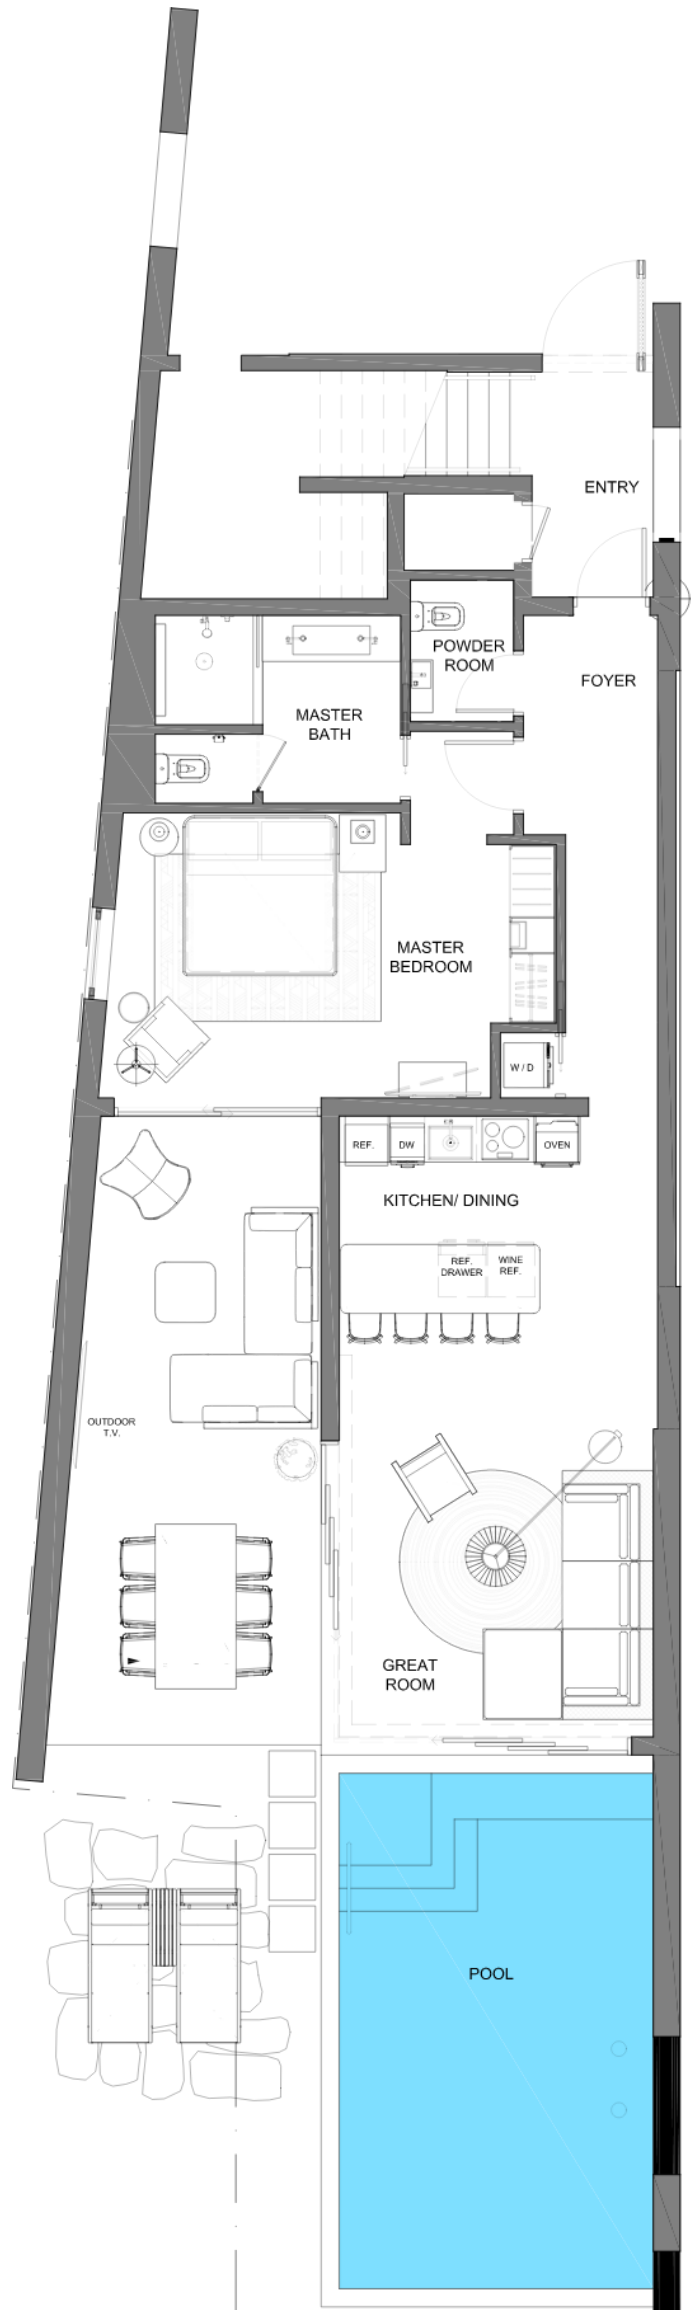 ENTRY
POWDER
ROOM
FOYER
MASTER
BATH
MASTER
BEDROOM
W / D
REF.
DW
OVEN
KITCHEN/ DINING
REF.
DRAWER
WINE
REF.
OUTDOOR
T.V.
GREAT
ROOM
POOL